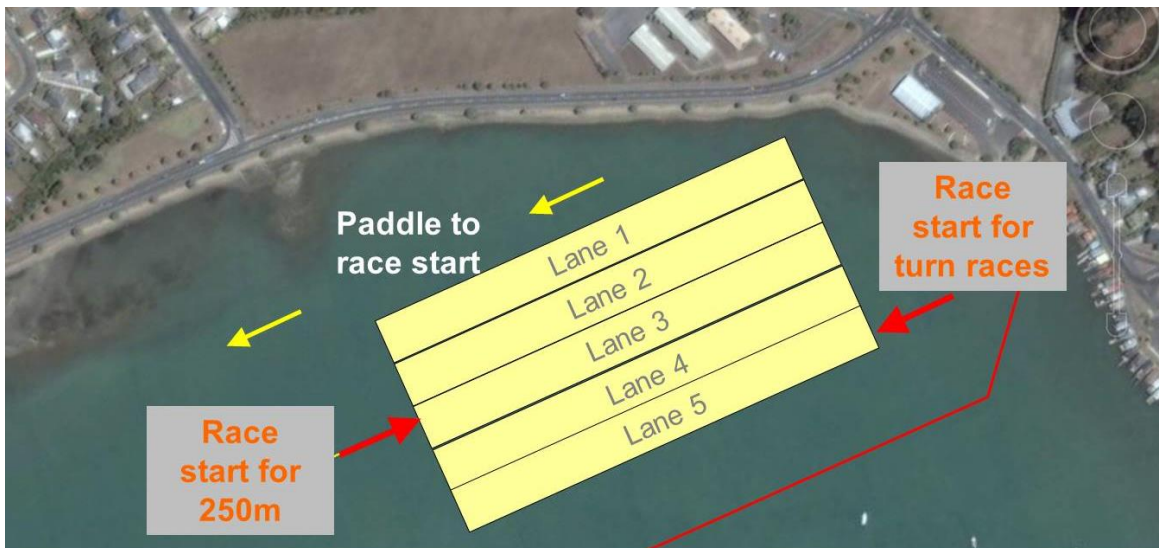 Paddle to
race start
Race
start for
turn races
Lane 1
Lane 2
Lane 3
Lane 4
Lane 5
Race
start for
250m